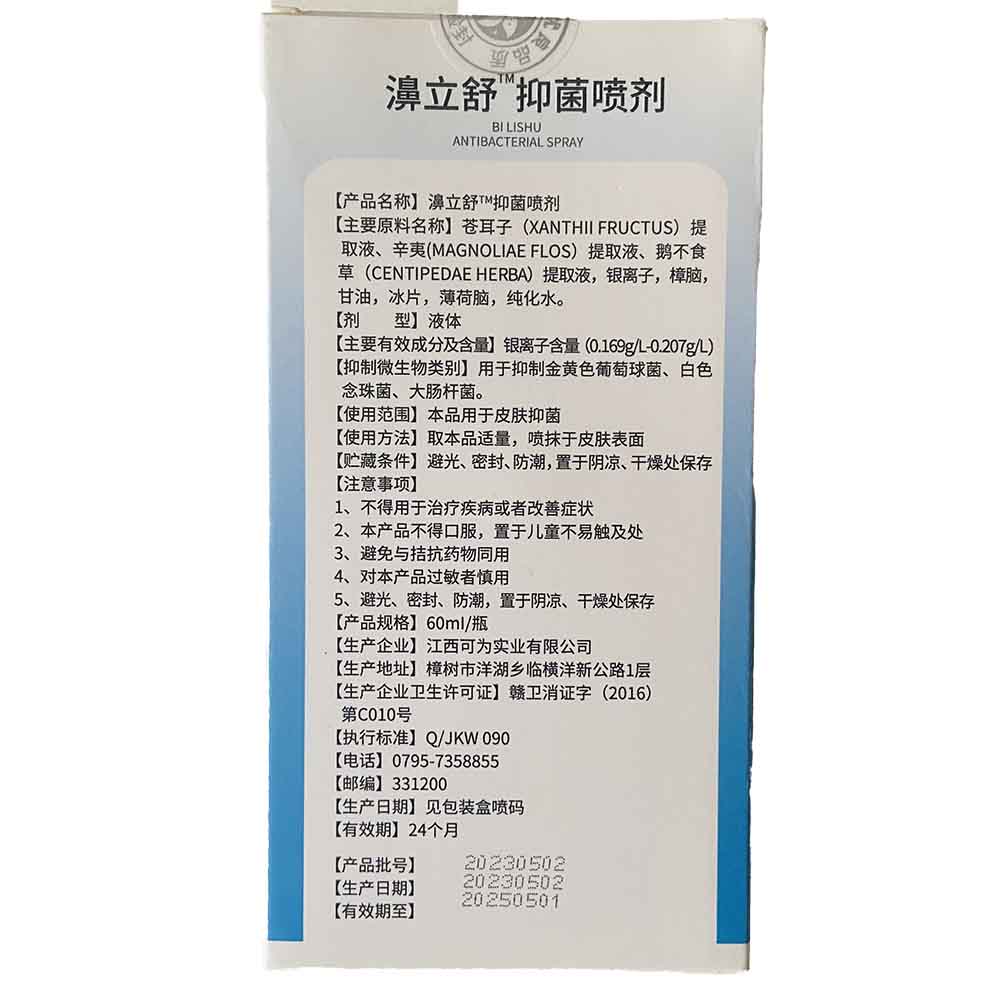 优良品质
濞立舒™抑菌喷剂
BI LISHU
ANTIBACTERIAL SPRAY
【产品名称】濞立舒™抑菌喷剂
【主要原料名称】苍耳子（XANTHII FRUCTUS）提
取液、辛夷(MAGNOLIAE FLOS）提取液、鹅不食
草（CENTIPEDAE HERBA）提取液，银离子，樟脑，
甘油，冰片，薄荷脑，纯化水。
【剂　　型】液体
【主要有效成分及含量】银离子含量（0.169g/L-0.207g/L）
【抑制微生物类别】用于抑制金黄色葡萄球菌、白色
念珠菌、大肠杆菌。
【使用范围】本品用于皮肤抑菌
【使用方法】取本品适量，喷抹于皮肤表面
【贮藏条件】避光、密封、防潮，置于阴凉、干燥处保存
【注意事项】
1、不得用于治疗疾病或者改善症状
2、本产品不得口服，置于儿童不易触及处
3、避免与拮抗药物同用
4、对本产品过敏者慎用
5、避光、密封、防潮，置于阴凉、干燥处保存
【产品规格】60ml/瓶
【生产企业】江西可为实业有限公司
【生产地址】樟树市洋湖乡临横洋新公路1层
【生产企业卫生许可证】赣卫消证字（2016）
第C010号
【执行标准】Q/JKW 090
【电话】0795-7358855
【邮编】331200
【生产日期】见包装盒喷码
【有效期】24个月
【产品批号】 20230502
【生产日期】 20230502
【有效期至】 20250501